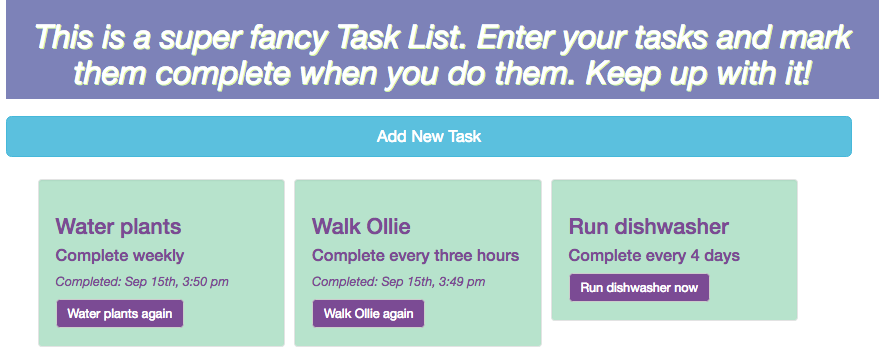 This is a super fancy Task List. Enter your tasks and mark
them complete when you do them. Keep up with it!
Add New Task
Water plants
Complete weekly
Completed: Sep 15th, 3:50 pm
Water plants again
Walk Ollie
Complete every three hours
Completed: Sep 15th, 3:49 pm
Walk Ollie again
Run dishwasher
Complete every 4 days
Run dishwasher now